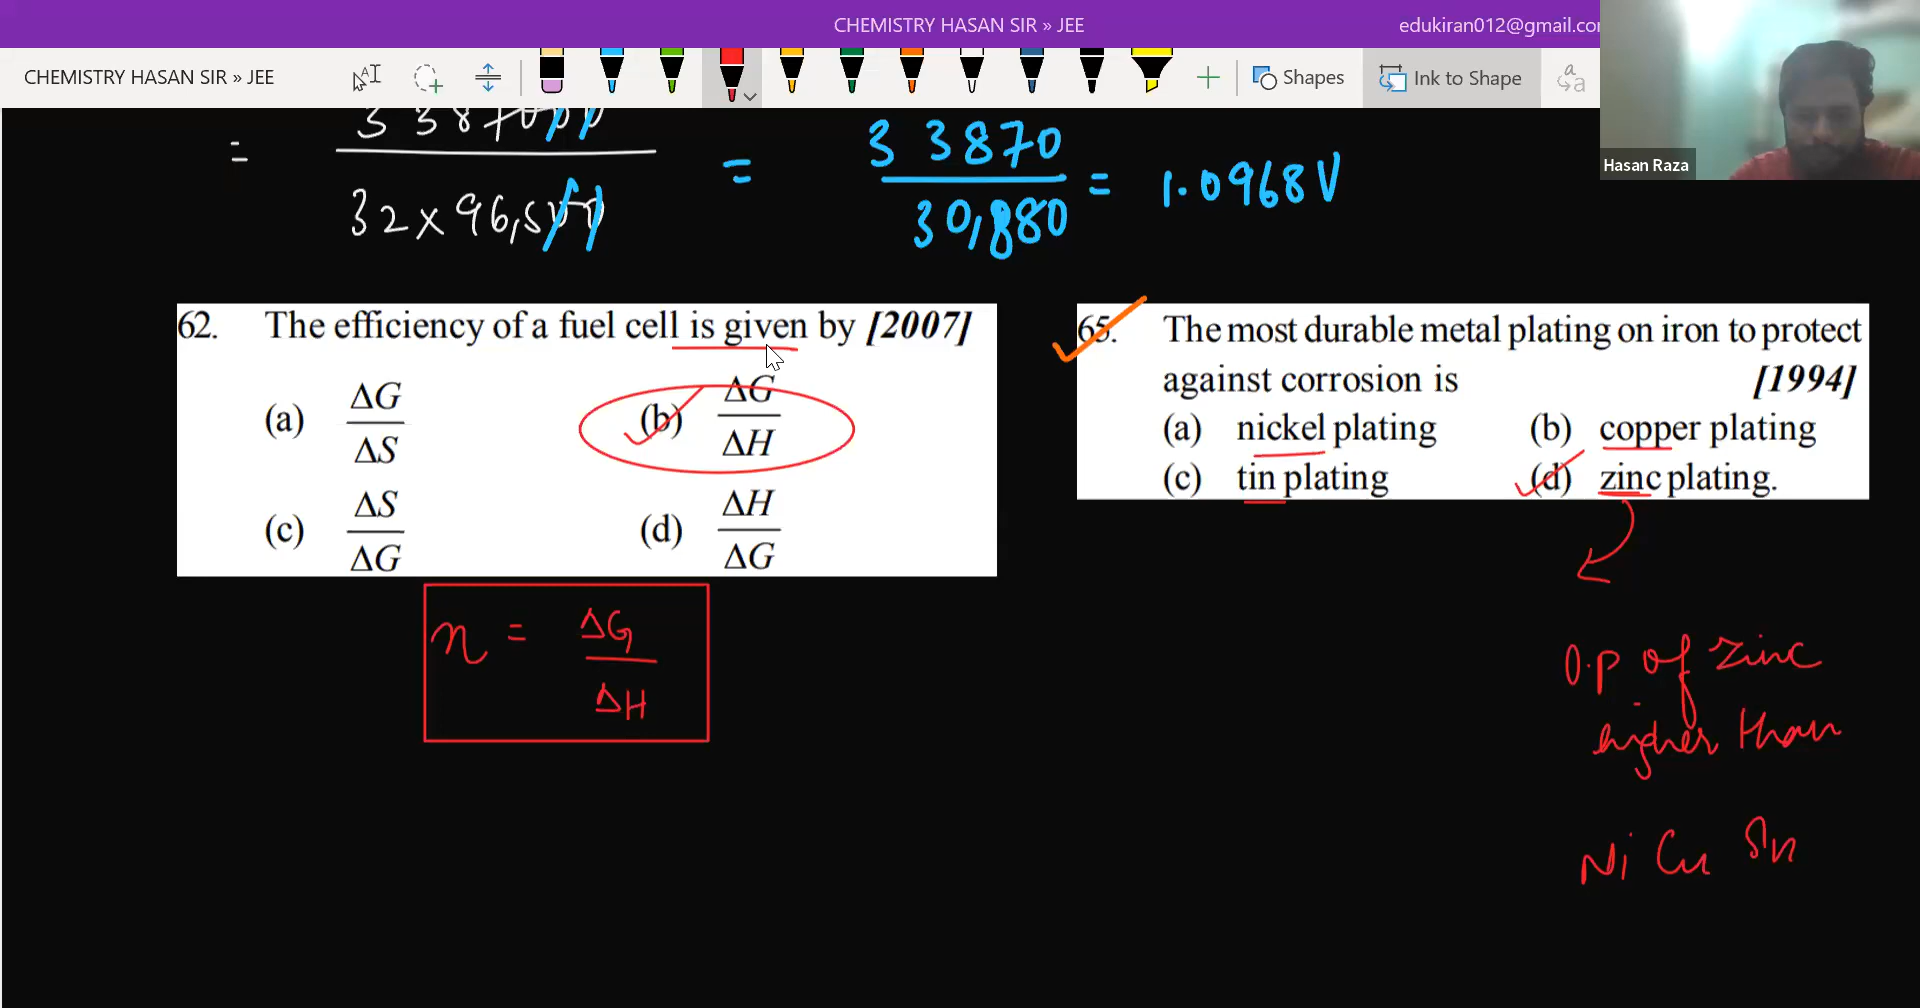 CHEMISTRY HASAN SIR » JEE
edukiran012@gmail.co
CHEMISTRY HASAN SIR » JEE
Shapes
Ink to Shape
Hasan Raza
= 3387000 / 32 × 96,500 = 33870 / 30,880 = 1.0968 V
62. The efficiency of a fuel cell is given by [2007]
(a) ΔG / ΔS (b) ΔG / ΔH
(c) ΔS / ΔG (d) ΔH / ΔG
η = ΔG / ΔH
65. The most durable metal plating on iron to protect
against corrosion is [1994]
(a) nickel plating (b) copper plating
(c) tin plating (d) zinc plating.
O.P of zinc
higher than
Ni Cu Sn